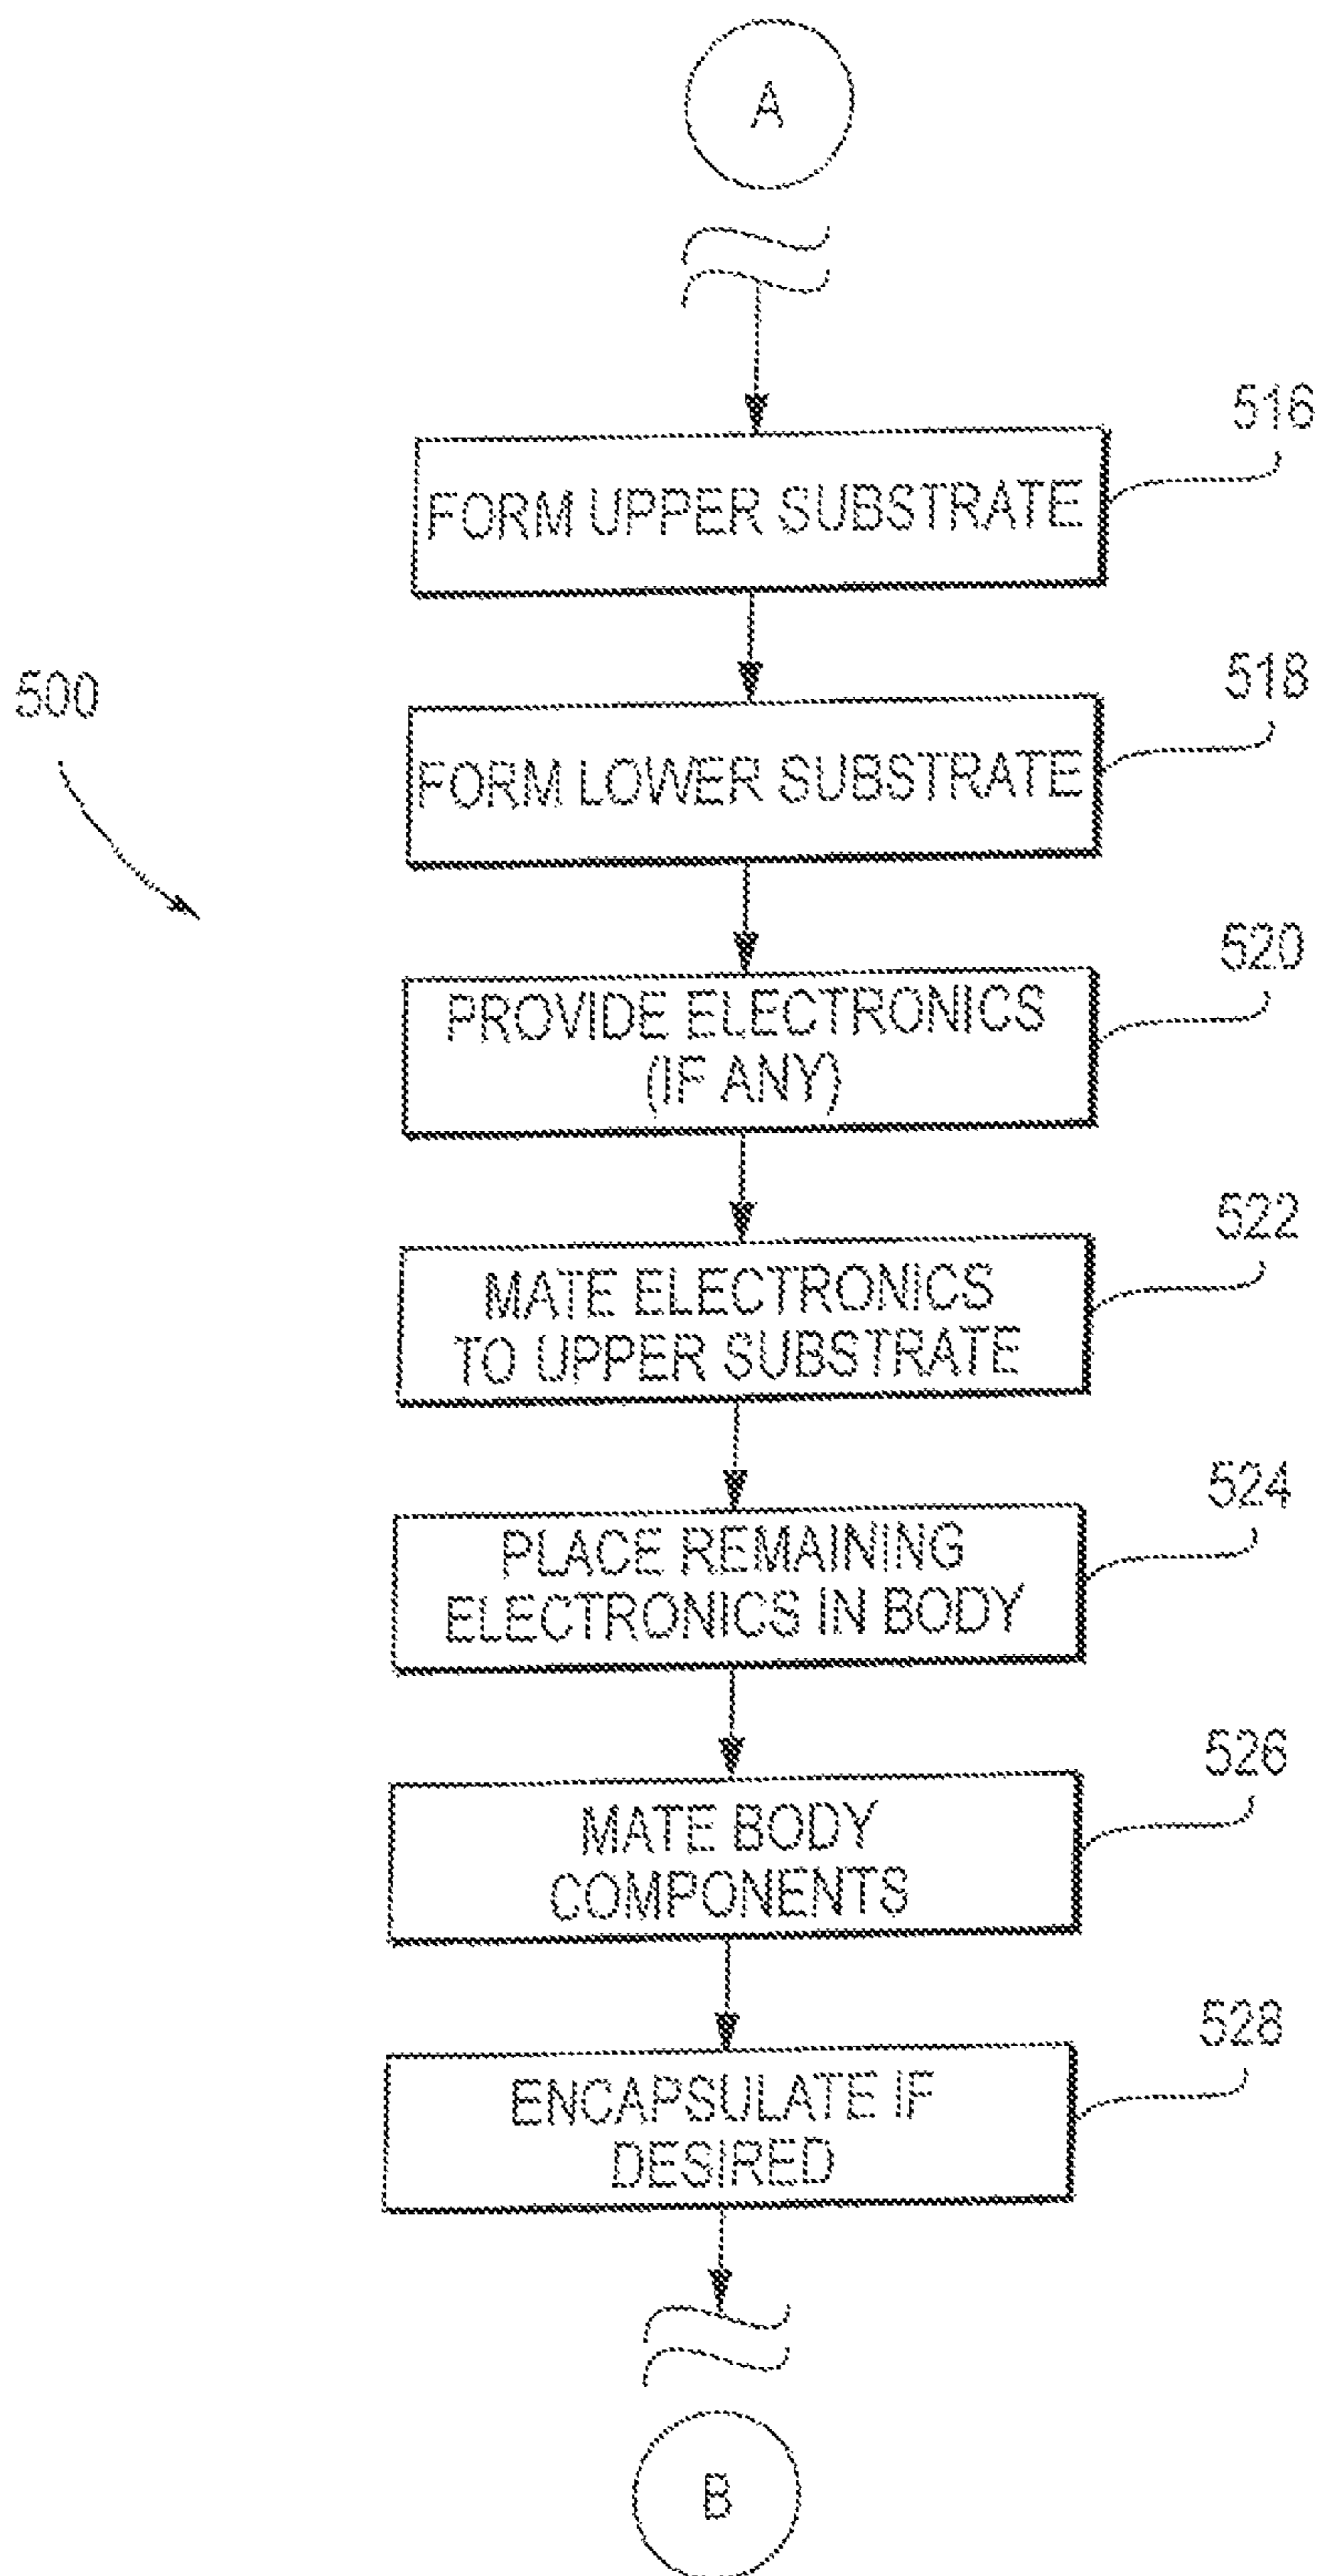 A
516
FORM UPPER SUBSTRATE
500
518
FORM LOWER SUBSTRATE
520
PROVIDE ELECTRONICS
(IF ANY)
522
MATE ELECTRONICS
TO UPPER SUBSTRATE
524
PLACE REMAINING
ELECTRONICS IN BODY
526
MATE BODY
COMPONENTS
528
ENCAPSULATE IF
DESIRED
B